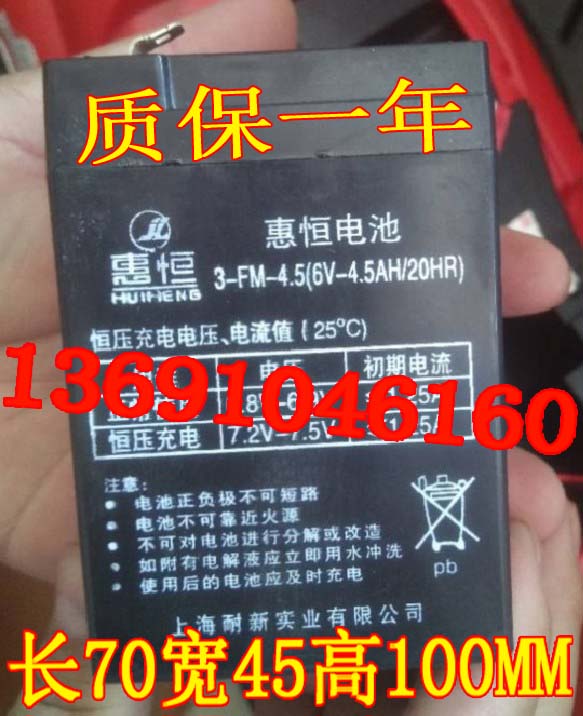 质保一年
惠恒
HUIHENG
惠恒电池
3-FM-4.5(6V-4.5AH/20HR)
恒压充电电压、电流值(25℃)
电压 初期电流
13691046160
恒压充电 7.2V-7.5V
注意:
电池正负极不可短路
电池不可靠近火源
不可对电池进行分解或改造
如附有电解液应立即用水冲洗
使用后的电池应及时充电
pb
上海耐新实业有限公司
长70宽45高100MM